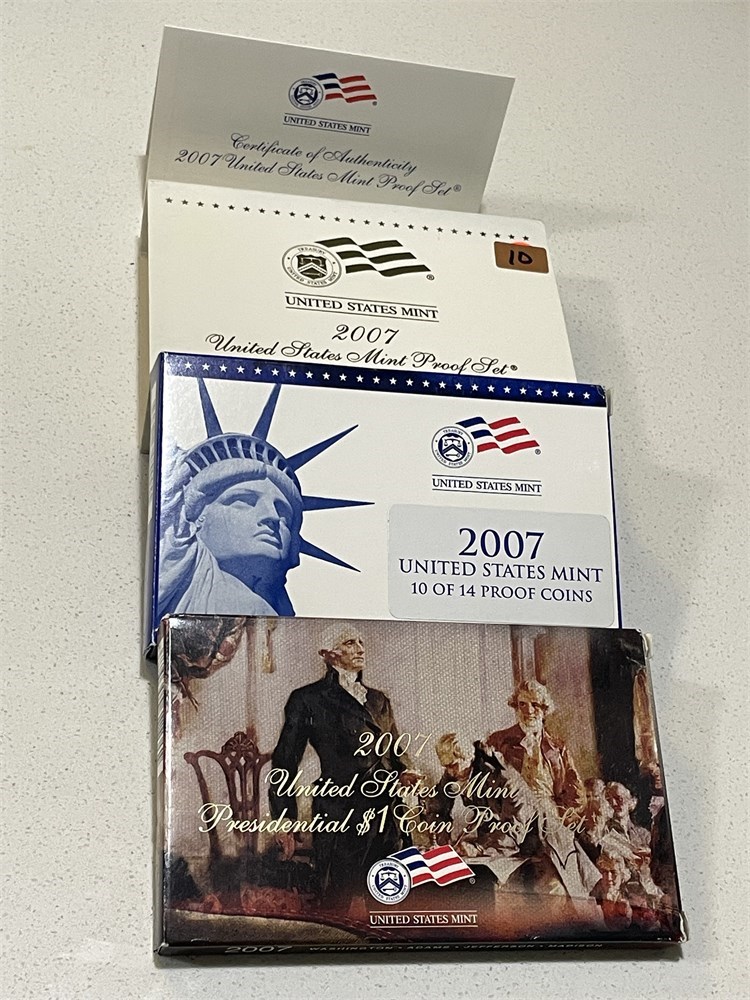 UNITED STATES MINT
Certificate of Authenticity
2007 United States Mint Proof Set®
10
UNITED STATES MINT
2007
United States Mint Proof Set®
UNITED STATES MINT
2007
UNITED STATES MINT
10 OF 14 PROOF COINS
2007
United States Mint
Presidential $1 Coin Proof Set
UNITED STATES MINT
2007 WASHINGTON • ADAMS • JEFFERSON • MADISON